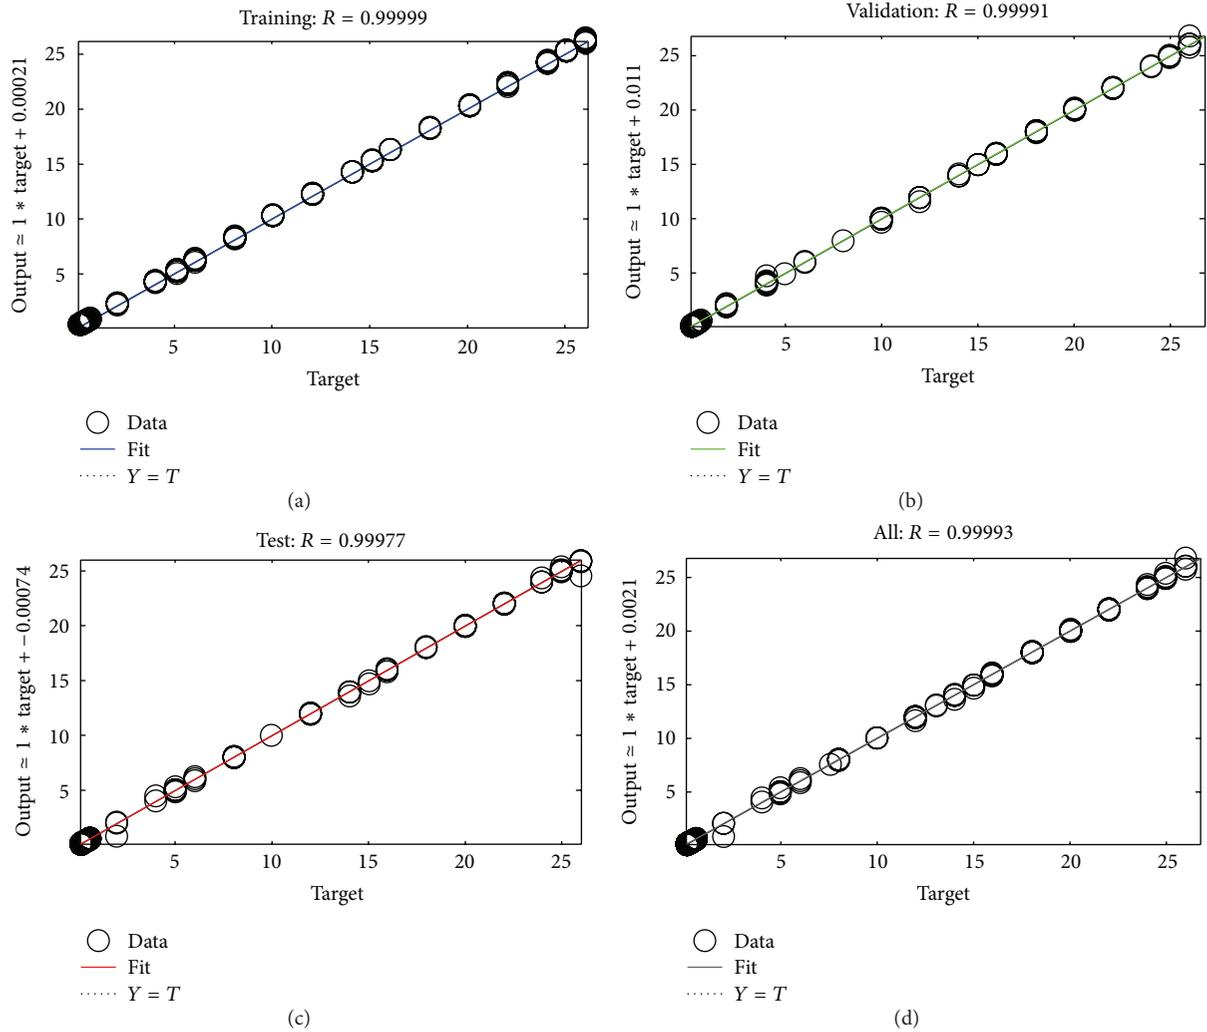 Training: R = 0.99999
Output ≃ 1 * target + 0.00021
25
20
15
10
5
5 10 15 20 25
Target
Data
Fit
Y = T
(a)
Validation: R = 0.99991
Output ≃ 1 * target + 0.011
25
20
15
10
5
5 10 15 20 25
Target
Data
Fit
Y = T
(b)
Test: R = 0.99977
Output ≃ 1 * target + −0.00074
25
20
15
10
5
5 10 15 20 25
Target
Data
Fit
Y = T
(c)
All: R = 0.99993
Output ≃ 1 * target + 0.0021
25
20
15
10
5
5 10 15 20 25
Target
Data
Fit
Y = T
(d)